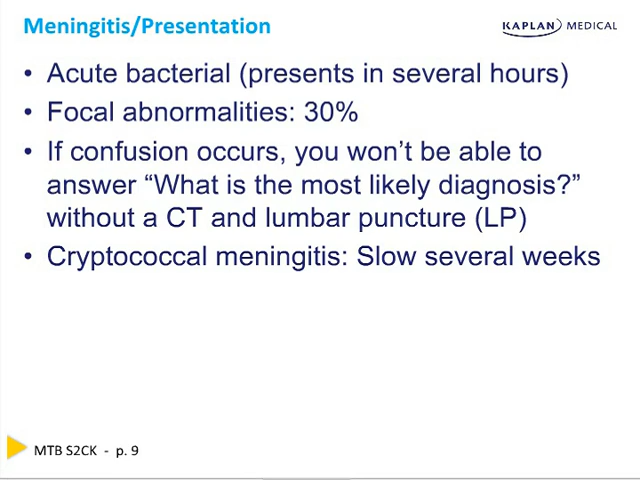 Meningitis/Presentation
KAPLAN MEDICAL
• Acute bacterial (presents in several hours)
• Focal abnormalities: 30%
• If confusion occurs, you won’t be able to
answer “What is the most likely diagnosis?”
without a CT and lumbar puncture (LP)
• Cryptococcal meningitis: Slow several weeks
MTB S2CK - p. 9